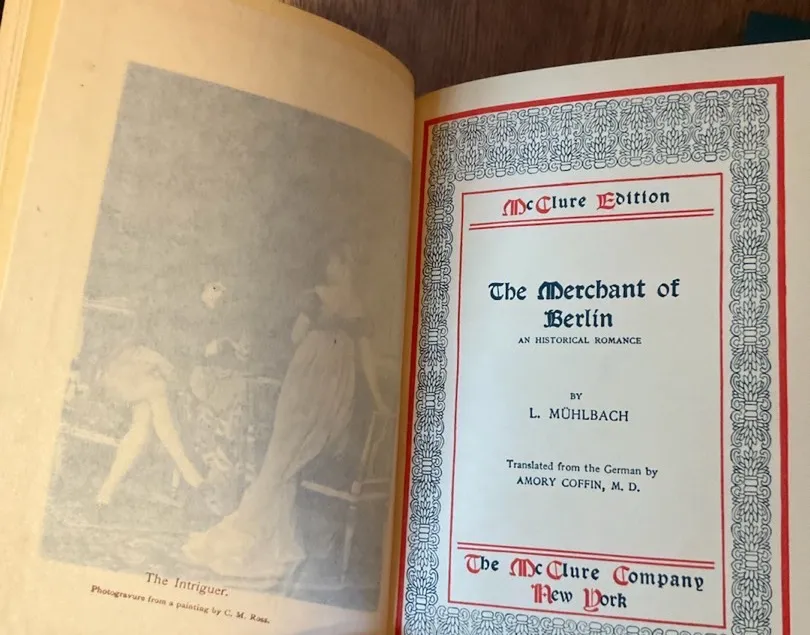 The Intriguer.
Photogravure from a painting by C. M. Ross.
McClure Edition
The Merchant of
Berlin
AN HISTORICAL ROMANCE
BY
L. MÜHLBACH
Translated from the German by
AMORY COFFIN, M. D.
The McClure Company
New York